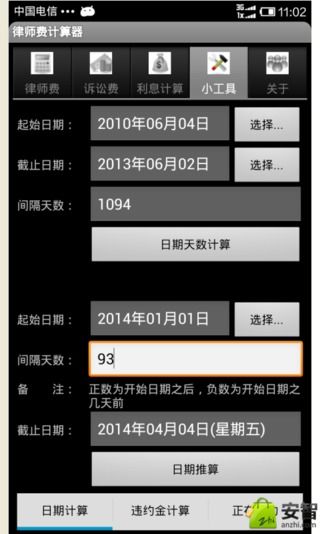 中国电信 ••• 3G 1X 11:02
律师费计算器
律师费 诉讼费 利息计算 小工具 关于
起始日期： 2010年06月04日 选择...
截止日期： 2013年06月02日 选择...
间隔天数： 1094
日期天数计算
起始日期： 2014年01月01日 选择...
间隔天数： 93
备 注： 正数为开始日期之后，负数为开始日期之
几天前
截止日期： 2014年04月04日(星期五)
日期推算
日期计算 违约金计算 正在
安智
anzhi.com